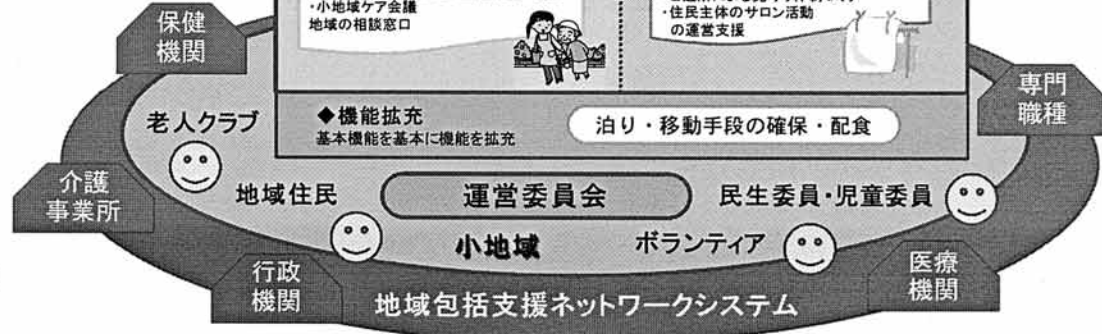 ・小地域ケア会議
地域の相談窓口
・住民主体のサロン活動
の運営支援
保健
機関
専門
職種
◆機能拡充
基本機能を基本に機能を拡充
泊り・移動手段の確保・配食
老人クラブ
介護
事業所
地域住民
運営委員会
民生委員・児童委員
小地域
ボランティア
行政
機関
医療
機関
地域包括支援ネットワークシステム